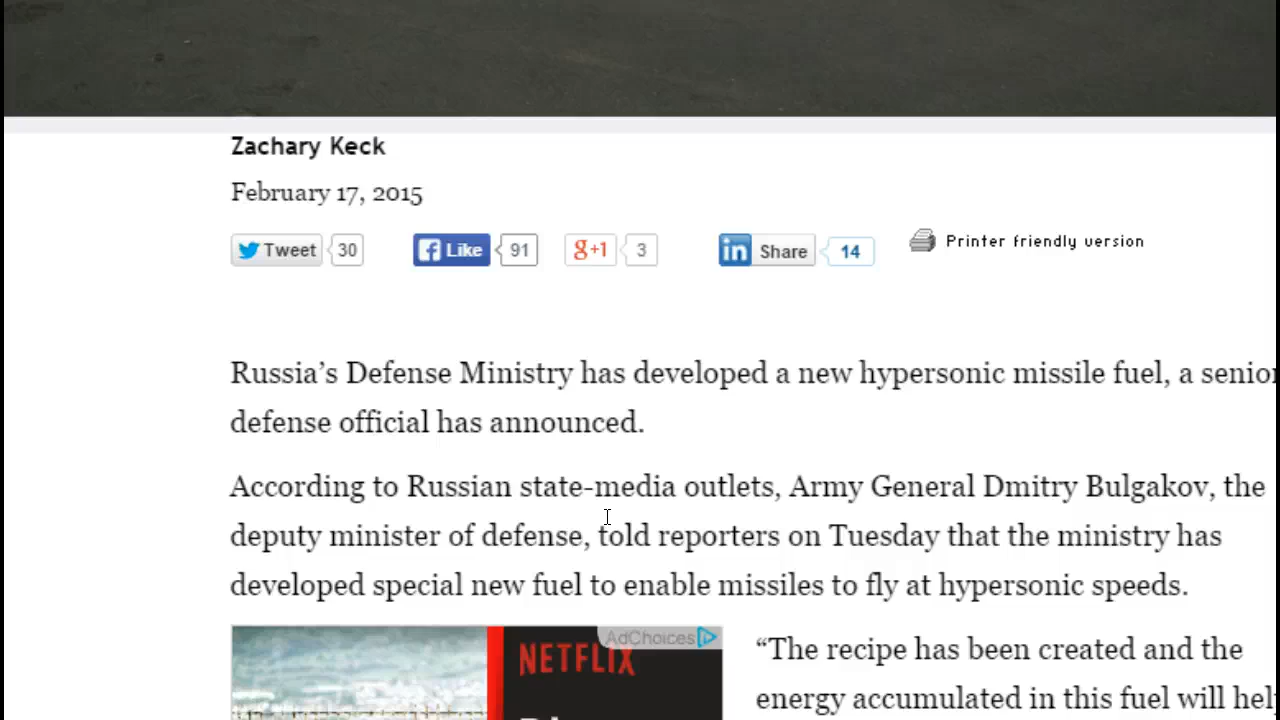 Zachary Keck
February 17, 2015
Tweet 30 Like 91 g+1 3 in Share 14 Printer friendly version
Russia’s Defense Ministry has developed a new hypersonic missile fuel, a senior
defense official has announced.
According to Russian state-media outlets, Army General Dmitry Bulgakov, the
deputy minister of defense, told reporters on Tuesday that the ministry has
developed special new fuel to enable missiles to fly at hypersonic speeds.
AdChoices
NETFLIX
“The recipe has been created and the
energy accumulated in this fuel will help